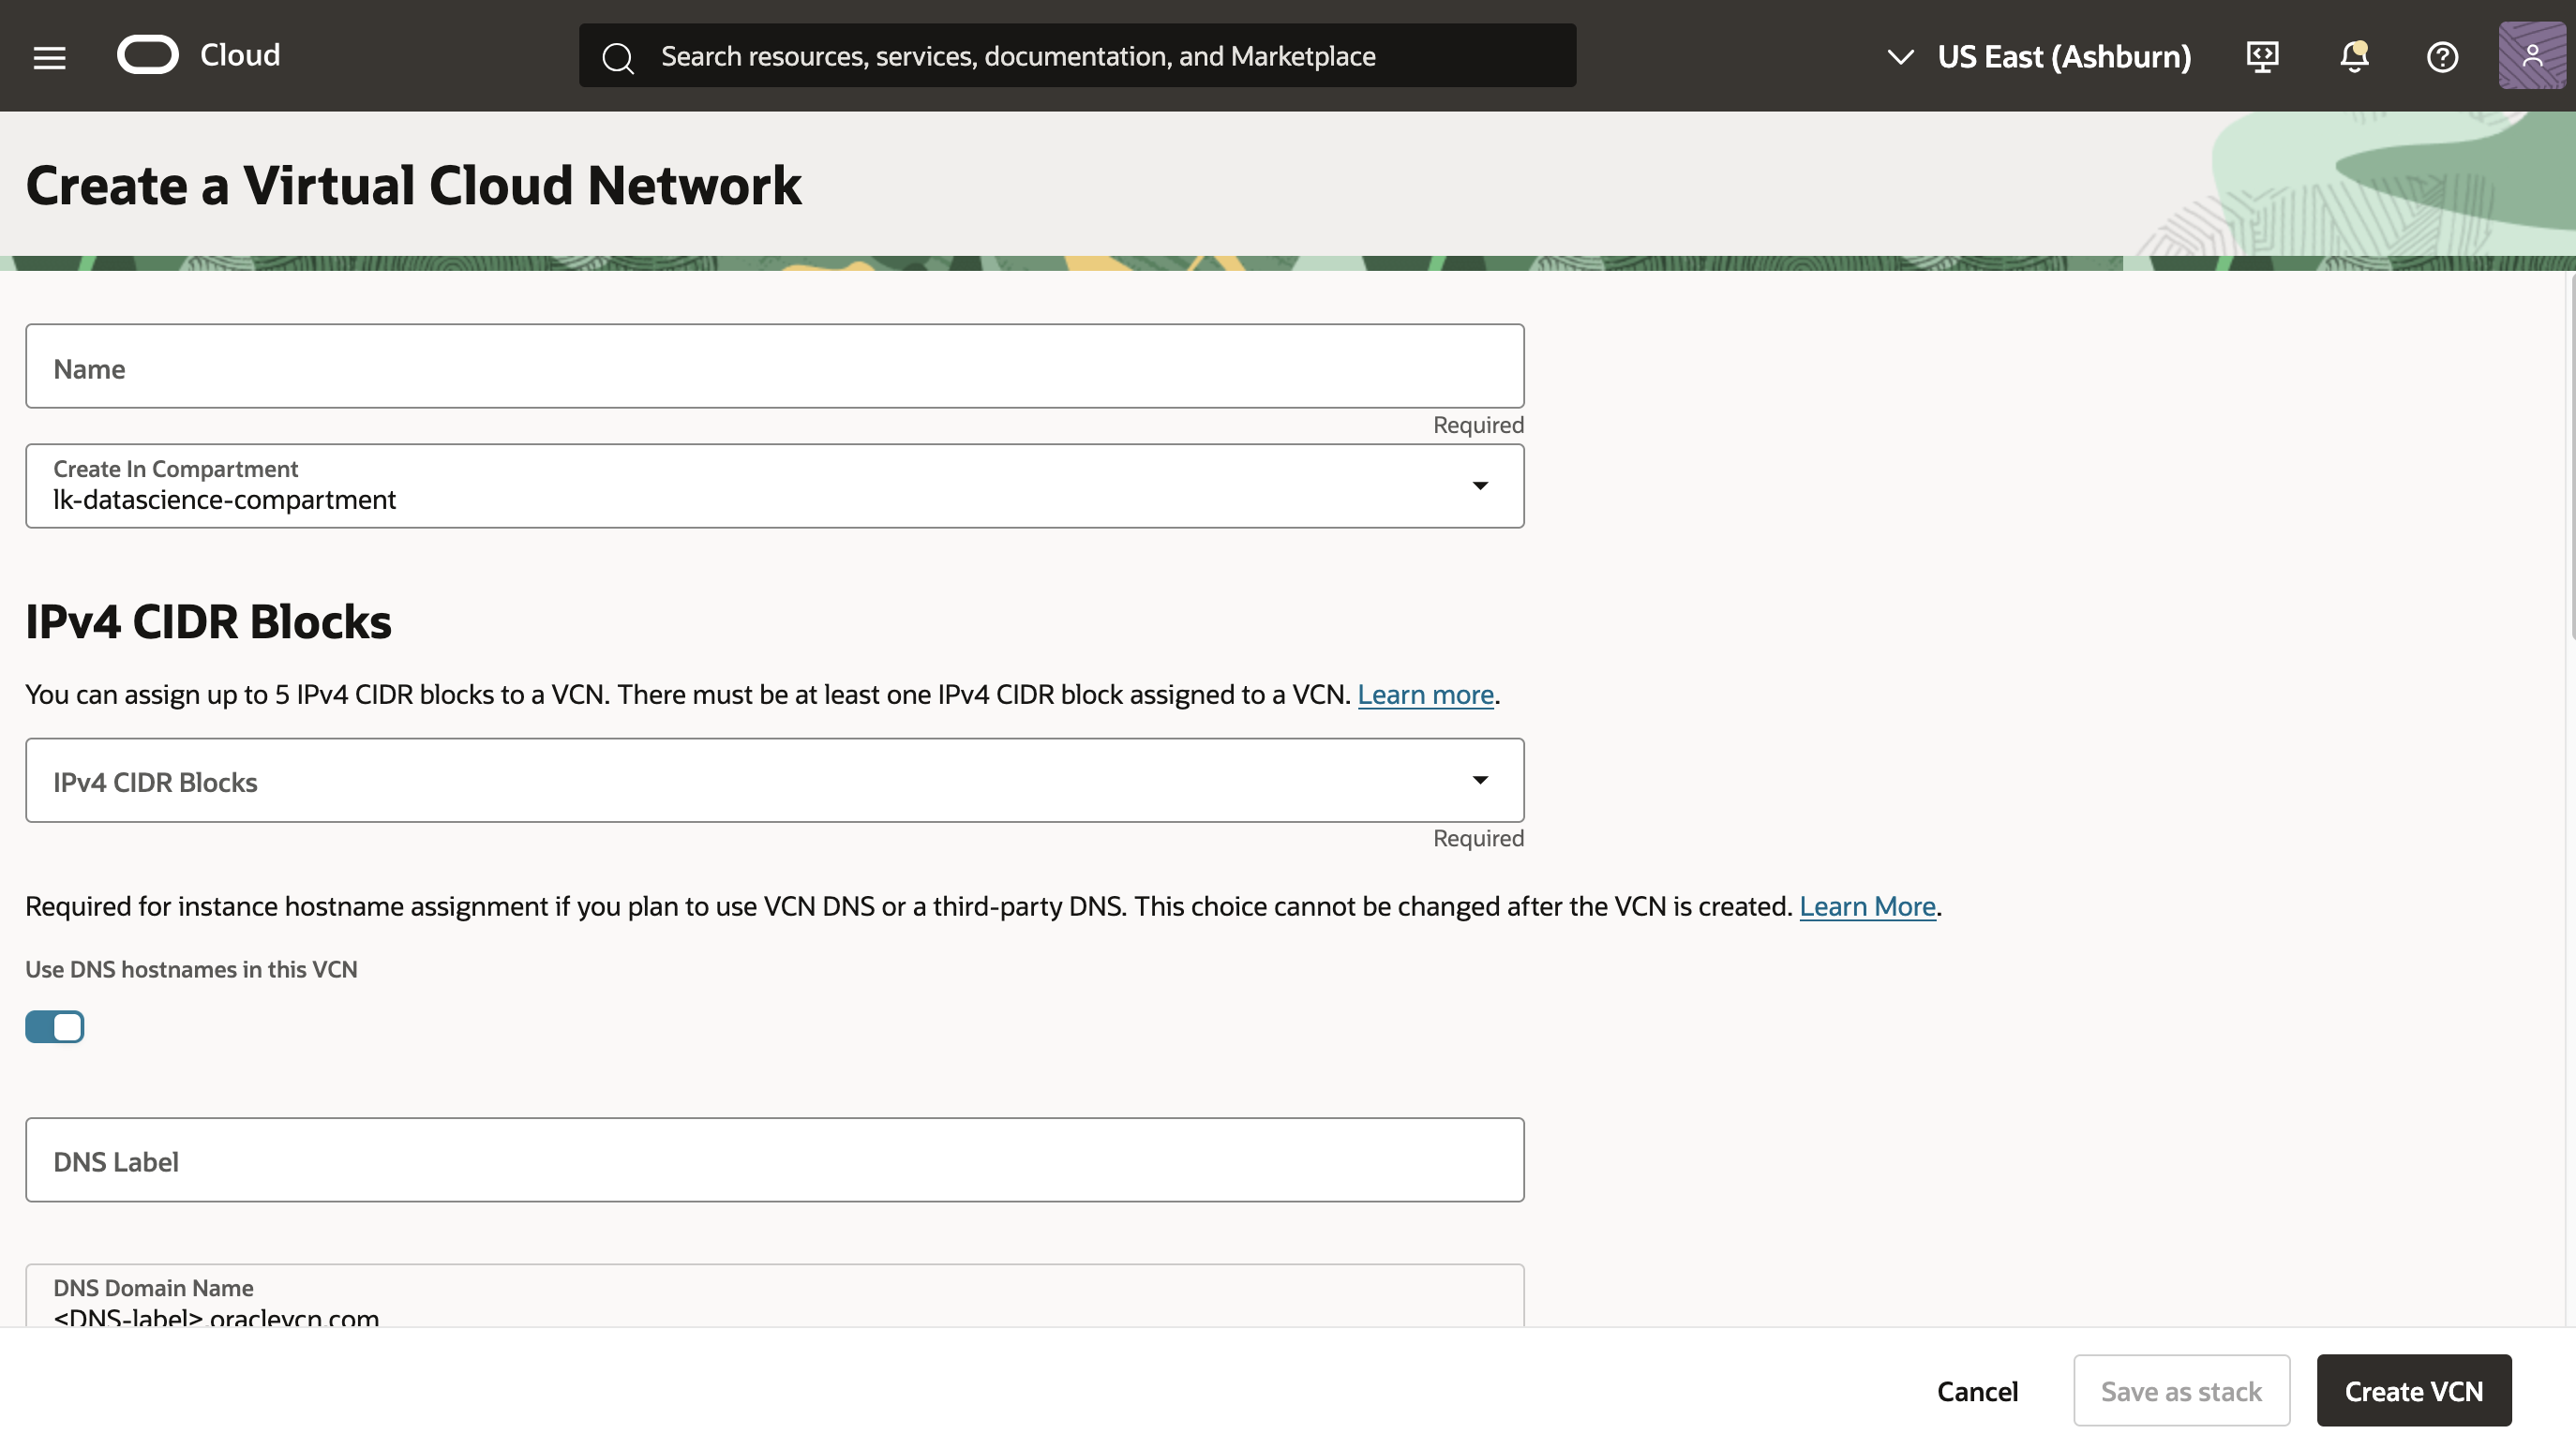 Cloud
Search resources, services, documentation, and Marketplace
US East (Ashburn)
Create a Virtual Cloud Network
Name
Required
Create In Compartment
lk-datascience-compartment
IPv4 CIDR Blocks
You can assign up to 5 IPv4 CIDR blocks to a VCN. There must be at least one IPv4 CIDR block assigned to a VCN. Learn more.
IPv4 CIDR Blocks
Required
Required for instance hostname assignment if you plan to use VCN DNS or a third-party DNS. This choice cannot be changed after the VCN is created. Learn More.
Use DNS hostnames in this VCN
DNS Label
DNS Domain Name
<DNS-label>.oraclevcn.com
Cancel
Save as stack
Create VCN